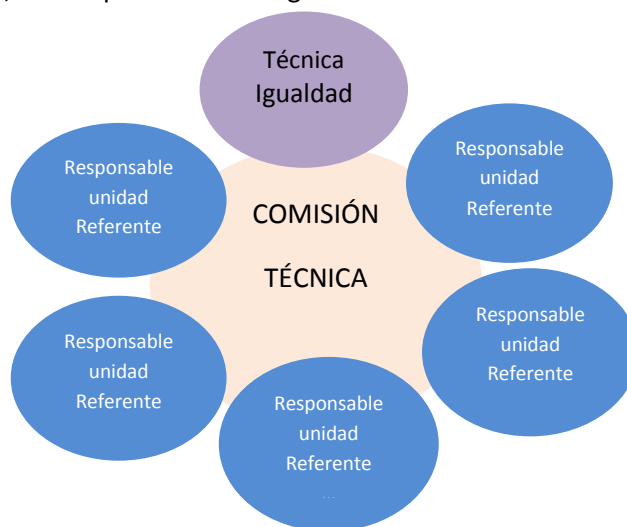 Técnica
Igualdad
Responsable
unidad
Referente
Responsable
unidad
Referente
COMISIÓN
TÉCNICA
Responsable
unidad
Referente
Responsable
unidad
Referente
Responsable
unidad
Referente
...